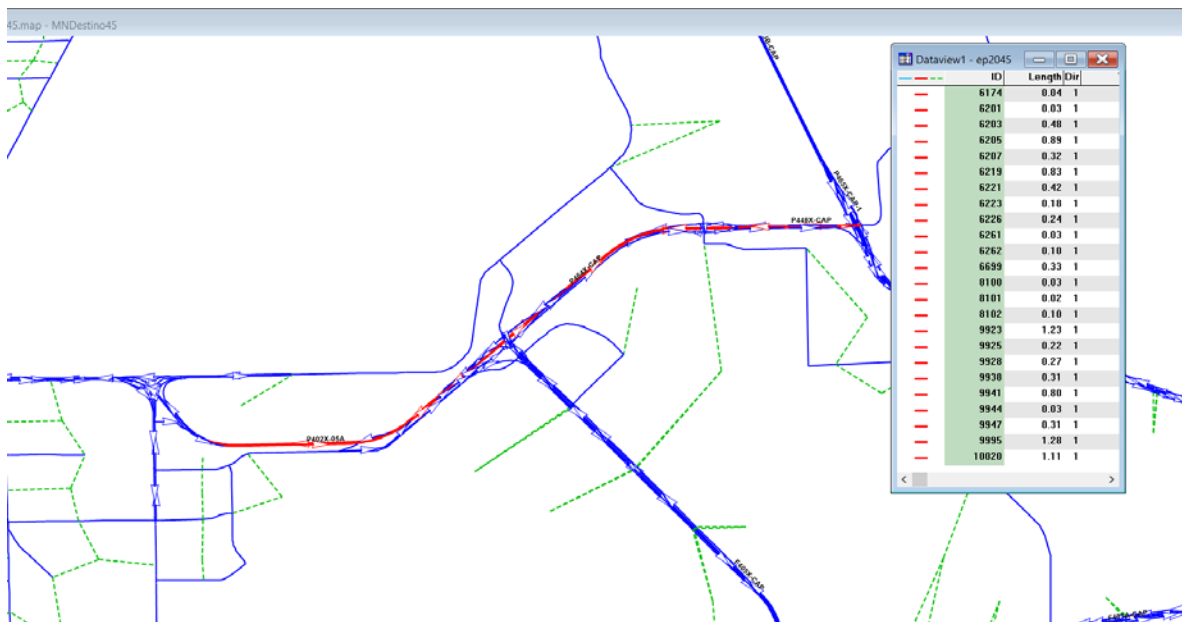 45.map - MNDestino45
Dataview1 - ep2045
ID Length Dir
6174 0.04 1
6201 0.03 1
6203 0.48 1
6205 0.89 1
6207 0.32 1
6219 0.83 1
6221 0.42 1
6223 0.18 1
6226 0.24 1
6261 0.03 1
6262 0.10 1
6699 0.33 1
8100 0.03 1
8101 0.02 1
8102 0.10 1
9923 1.23 1
9925 0.22 1
9928 0.27 1
9930 0.31 1
9941 0.80 1
9944 0.03 1
9947 0.31 1
9995 1.28 1
10020 1.11 1
P465X-CAP-1
P448X-CAP
P464X-CAP
P402X-05A